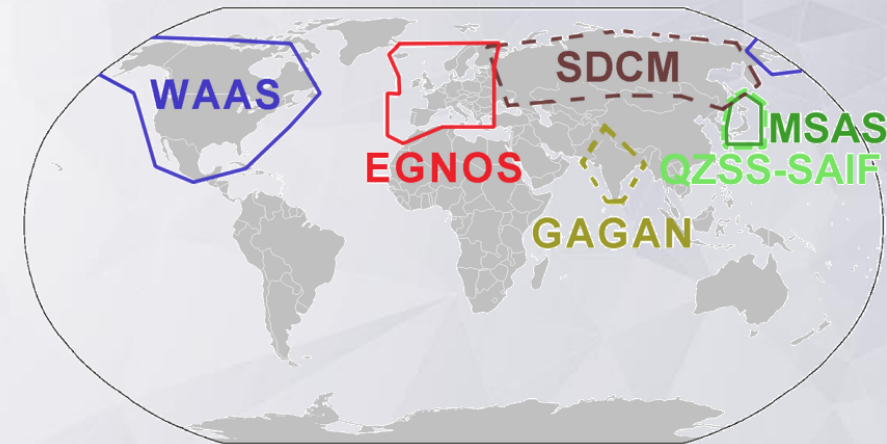 WAAS
SDCM
MSAS
EGNOS
QZSS-SAIF
GAGAN